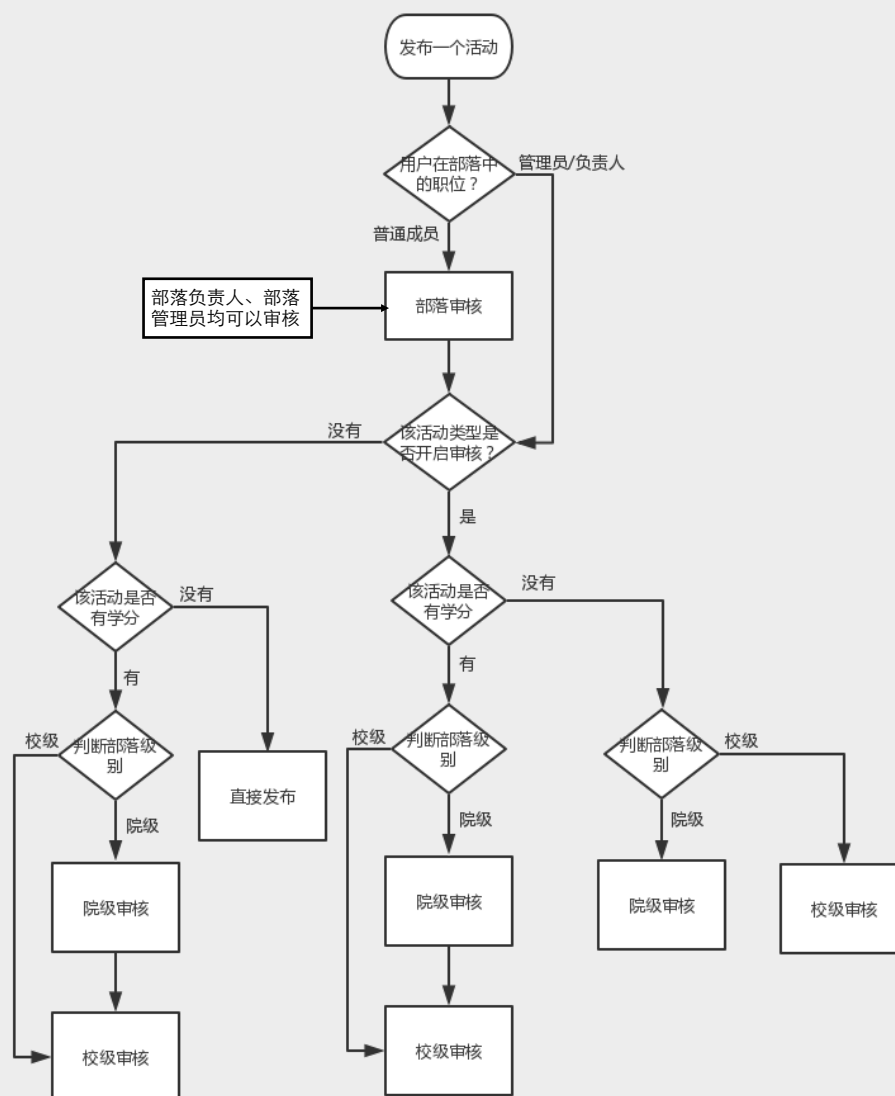 发布一个活动
用户在部落中
的职位？
管理员/负责人
普通成员
部落负责人、部落
管理员均可以审核
部落审核
没有
该活动类型是
否开启审核？
是
该活动是否
有学分
没有
该活动是否
有学分
没有
有
有
校级
判断部落级
别
校级
判断部落级
别
判断部落级
别
校级
直接发布
院级
院级
院级
院级审核
院级审核
院级审核
校级审核
校级审核
校级审核